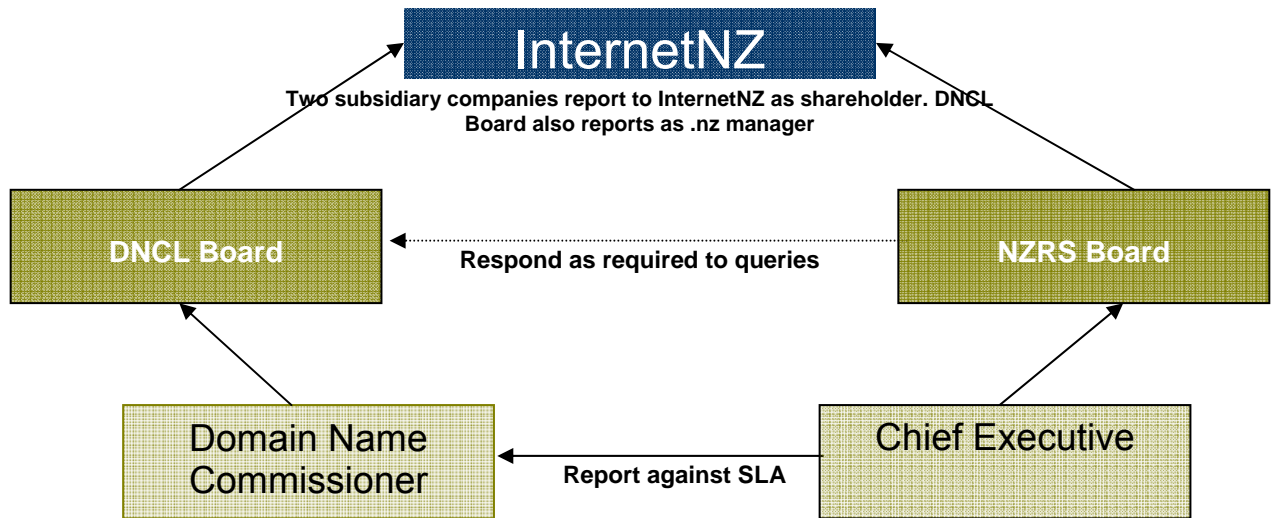 InternetNZ
Two subsidiary companies report to InternetNZ as shareholder. DNCL
Board also reports as .nz manager
DNCL Board
NZRS Board
Respond as required to queries
Domain Name
Commissioner
Chief Executive
Report against SLA